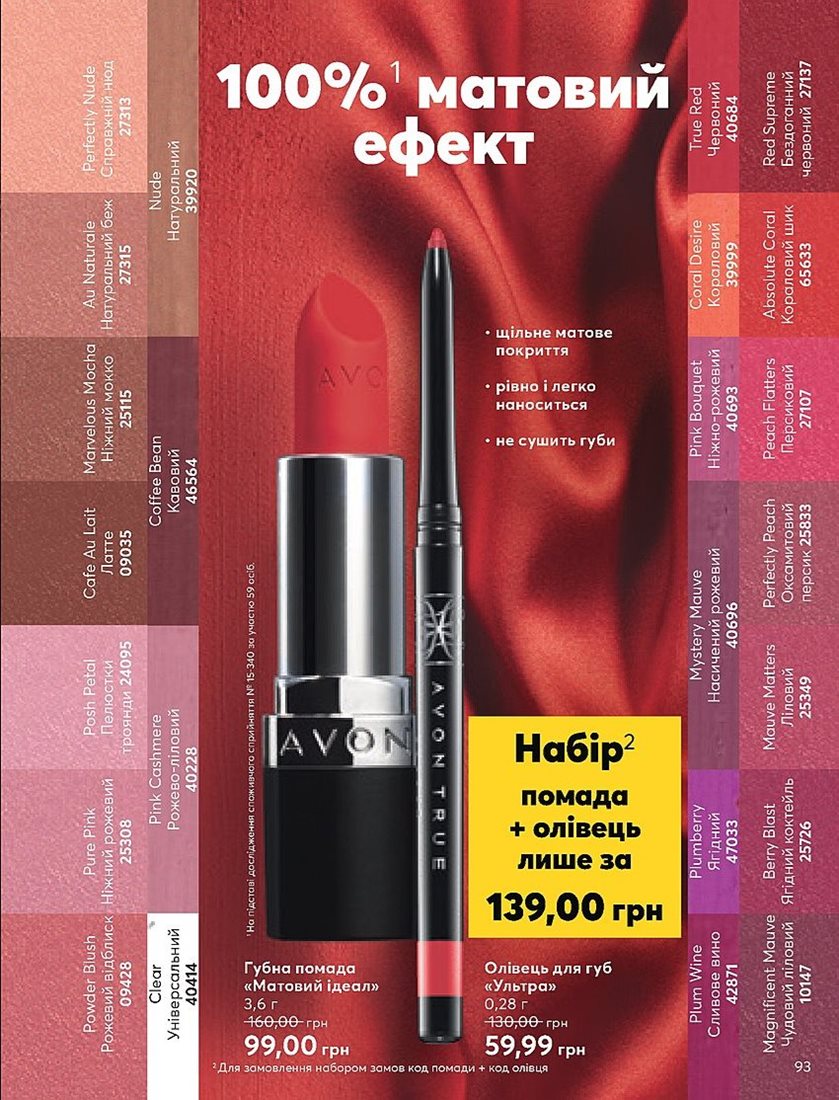 100%¹ матовий
ефект
• щільне матове
покриття
• рівно і легко
наноситься
• не сушить губи
Perfectly Nude
Справжній нюд
27313
Au Naturale
Натуральний беж
27315
Marvelous Mocha
Ніжний мокко
25115
Cafe Au Lait
Латте
09035
Posh Petal
Пелюстки
троянди 24095
Pure Pink
Ніжний рожевий
25308
Powder Blush
Рожевий відблиск
09428
Nude
Натуральний
39920
Coffee Bean
Кавовий
46564
Pink Cashmere
Рожево-ліловий
40228
Clear
Універсальний
40414
AVO
AVON
AVON TRUE
¹На підставі дослідження споживчого сприйняття № 15-340 за участю 59 осіб.
Набір²
помада
+ олівець
лише за
139,00 грн
Губна помада
«Матовий ідеал»
3,6 г
160,00 грн
99,00 грн
Олівець для губ
«Ультра»
0,28 г
130,00 грн
59,99 грн
²Для замовлення набором замов код помади + код олівця
True Red
Червоний
40684
Coral Desire
Кораловий
39999
Pink Bouquet
Ніжно-рожевий
40693
Mystery Mauve
Насичений рожевий
40696
Plumberry
Ягідний
47033
Plum Wine
Сливове вино
42871
Red Supreme
Бездоганний
червоний 27137
Absolute Coral
Кораловий шик
65633
Peach Flatters
Персиковий
27107
Perfectly Peach
Оксамитовий
персик 25833
Mauve Matters
Ліловий
25349
Berry Blast
Ягідний коктейль
25726
Magnificent Mauve
Чудовий ліловий
10147
93